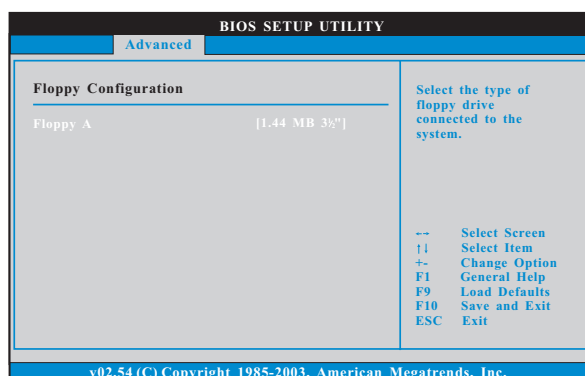 BIOS SETUP UTILITY
Advanced
Floppy Configuration
Floppy A [1.44 MB 3½"]
Select the type of
floppy drive
connected to the
system.
←→ Select Screen
↑↓ Select Item
+- Change Option
F1 General Help
F9 Load Defaults
F10 Save and Exit
ESC Exit
v02.54 (C) Copyright 1985-2003, American Megatrends, Inc.